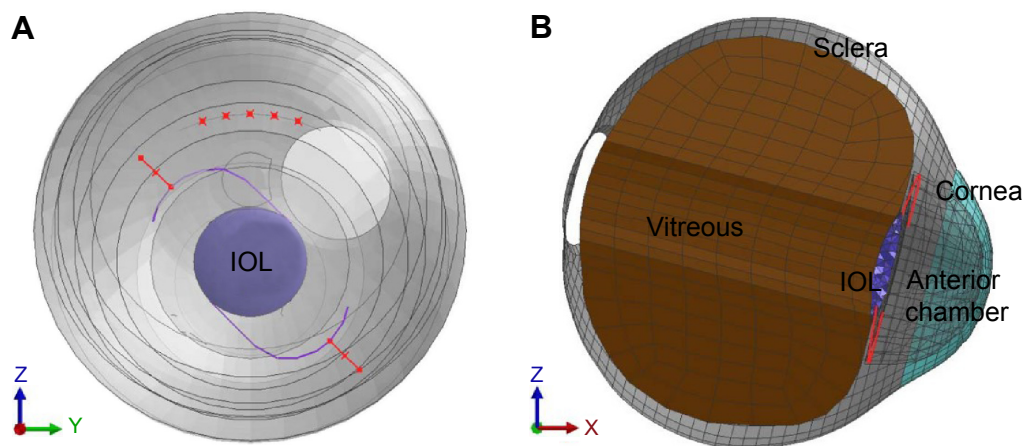 A
IOL
Z
Y
B
Sclera
Cornea
Vitreous
IOL
Anterior
chamber
Z
X